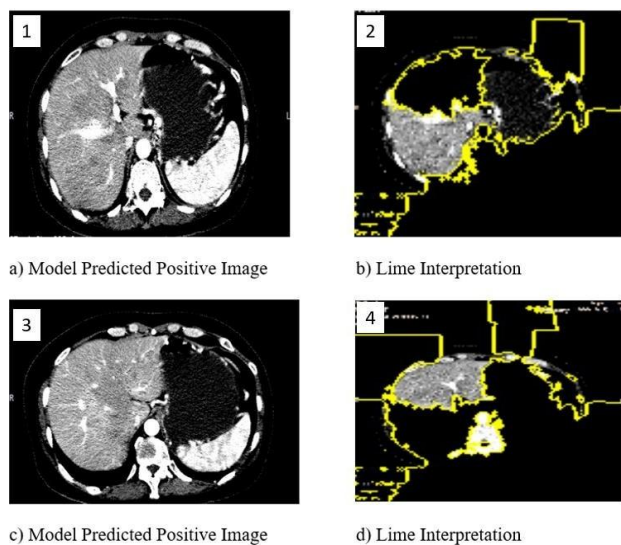 1
2
R
L
a) Model Predicted Positive Image
b) Lime Interpretation
3
4
R
c) Model Predicted Positive Image
d) Lime Interpretation